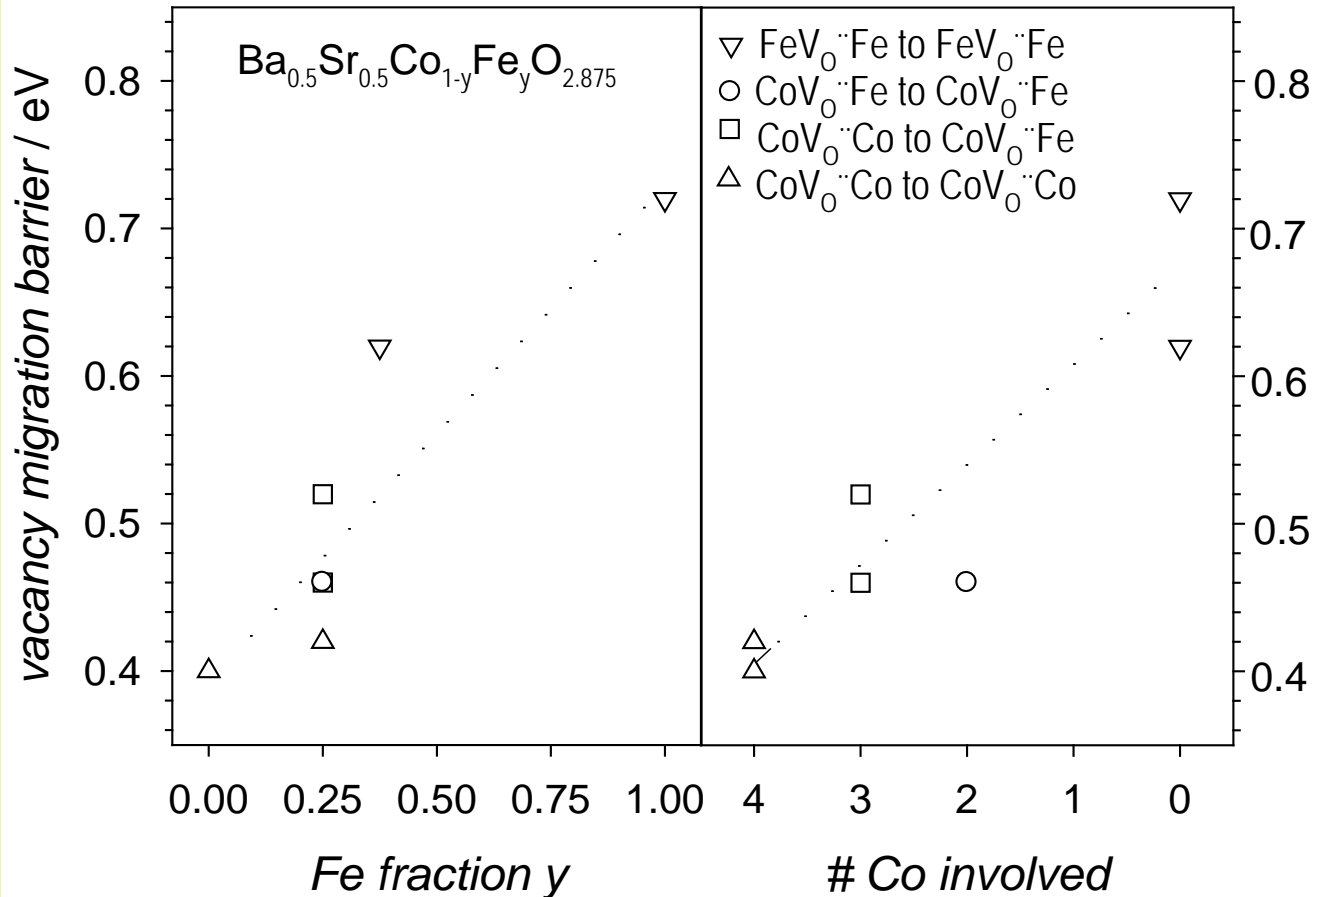 Ba0.5Sr0.5Co1-yFeyO2.875
FeVO¨Fe to FeVO¨Fe
CoVO¨Fe to CoVO¨Fe
CoVO¨Co to CoVO¨Fe
CoVO¨Co to CoVO¨Co
vacancy migration barrier / eV
0.8
0.7
0.6
0.5
0.4
0.8
0.7
0.6
0.5
0.4
0.00 0.25 0.50 0.75 1.00
4 3 2 1 0
Fe fraction y
# Co involved